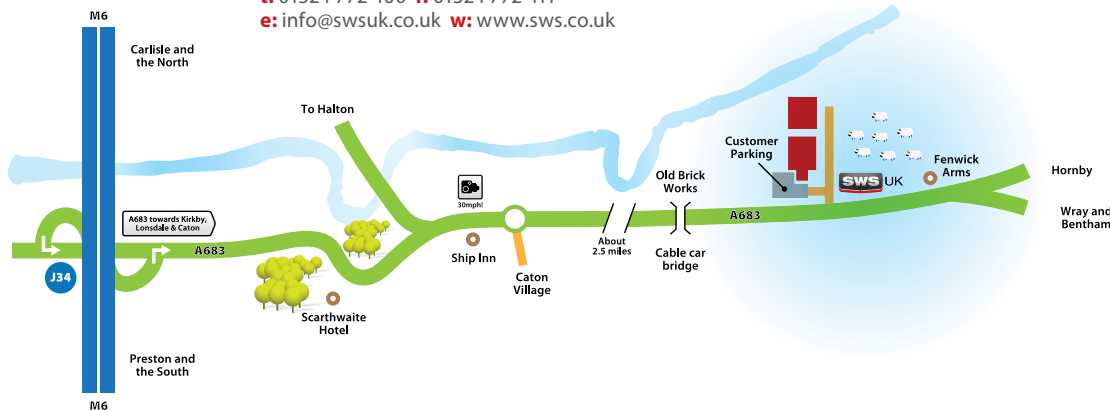 e: info@swsuk.co.uk w: www.sws.co.uk
M6
Carlisle and
the North
To Halton
Customer
Parking
SWS UK
Fenwick
Arms
Hornby
Wray and
Bentham
Old Brick
Works
A683
Cable car
bridge
About
2.5 miles
30mph!
Ship Inn
Caton
Village
A683 towards Kirkby,
Lonsdale & Caton
A683
J34
Scarthwaite
Hotel
Preston and
the South
M6